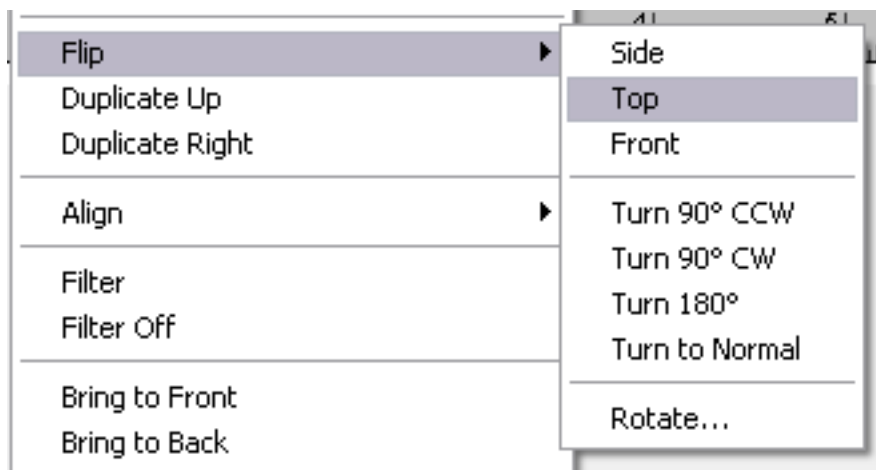 Flip
Duplicate Up
Duplicate Right
Align
Filter
Filter Off
Bring to Front
Bring to Back
Side
Top
Front
Turn 90° CCW
Turn 90° CW
Turn 180°
Turn to Normal
Rotate...